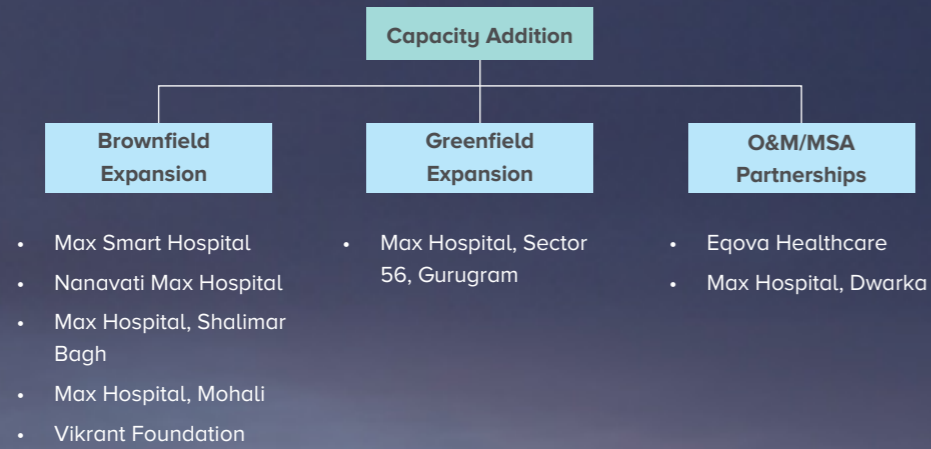 Capacity Addition
Brownfield
Expansion
• Max Smart Hospital
• Nanavati Max Hospital
• Max Hospital, Shalimar
Bagh
• Max Hospital, Mohali
• Vikrant Foundation
Greenfield
Expansion
• Max Hospital, Sector
56, Gurugram
O&M/MSA
Partnerships
• Eqova Healthcare
• Max Hospital, Dwarka